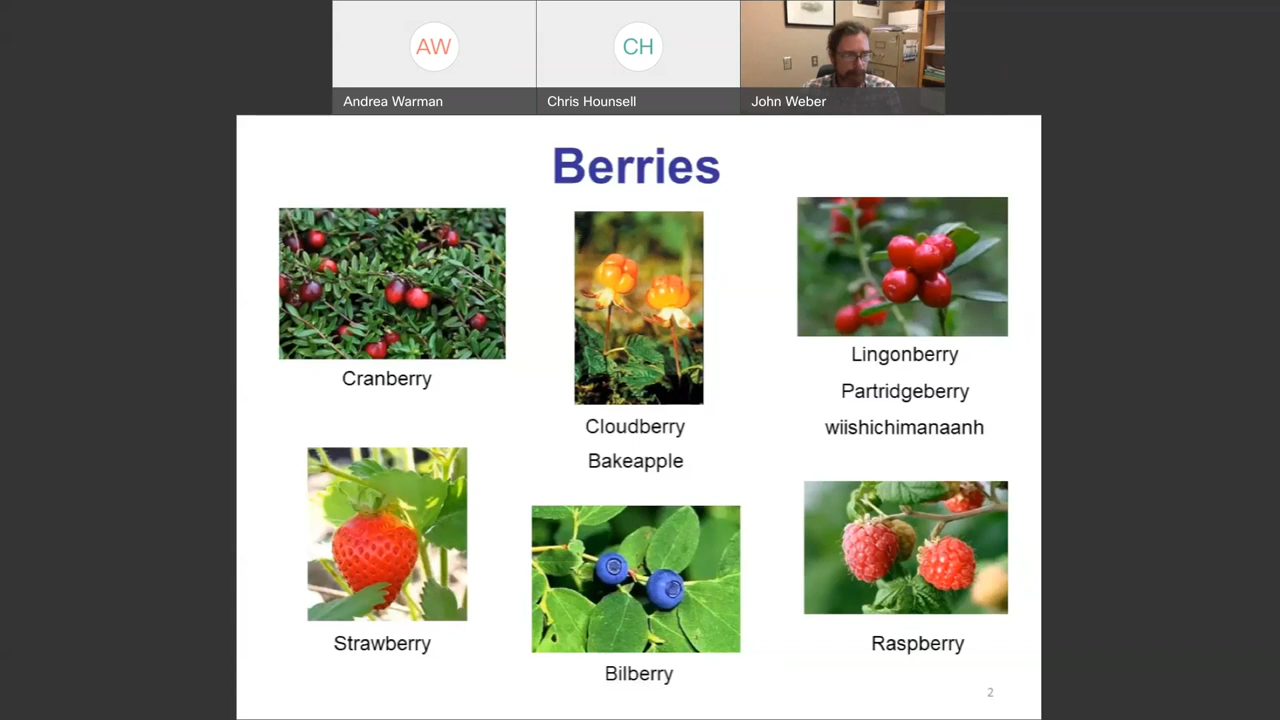 AW
CH
Andrea Warman
Chris Hounsell
John Weber
Berries
Cranberry
Cloudberry
Bakeapple
Lingonberry
Partridgeberry
wiishichimanaanh
Strawberry
Bilberry
Raspberry
2